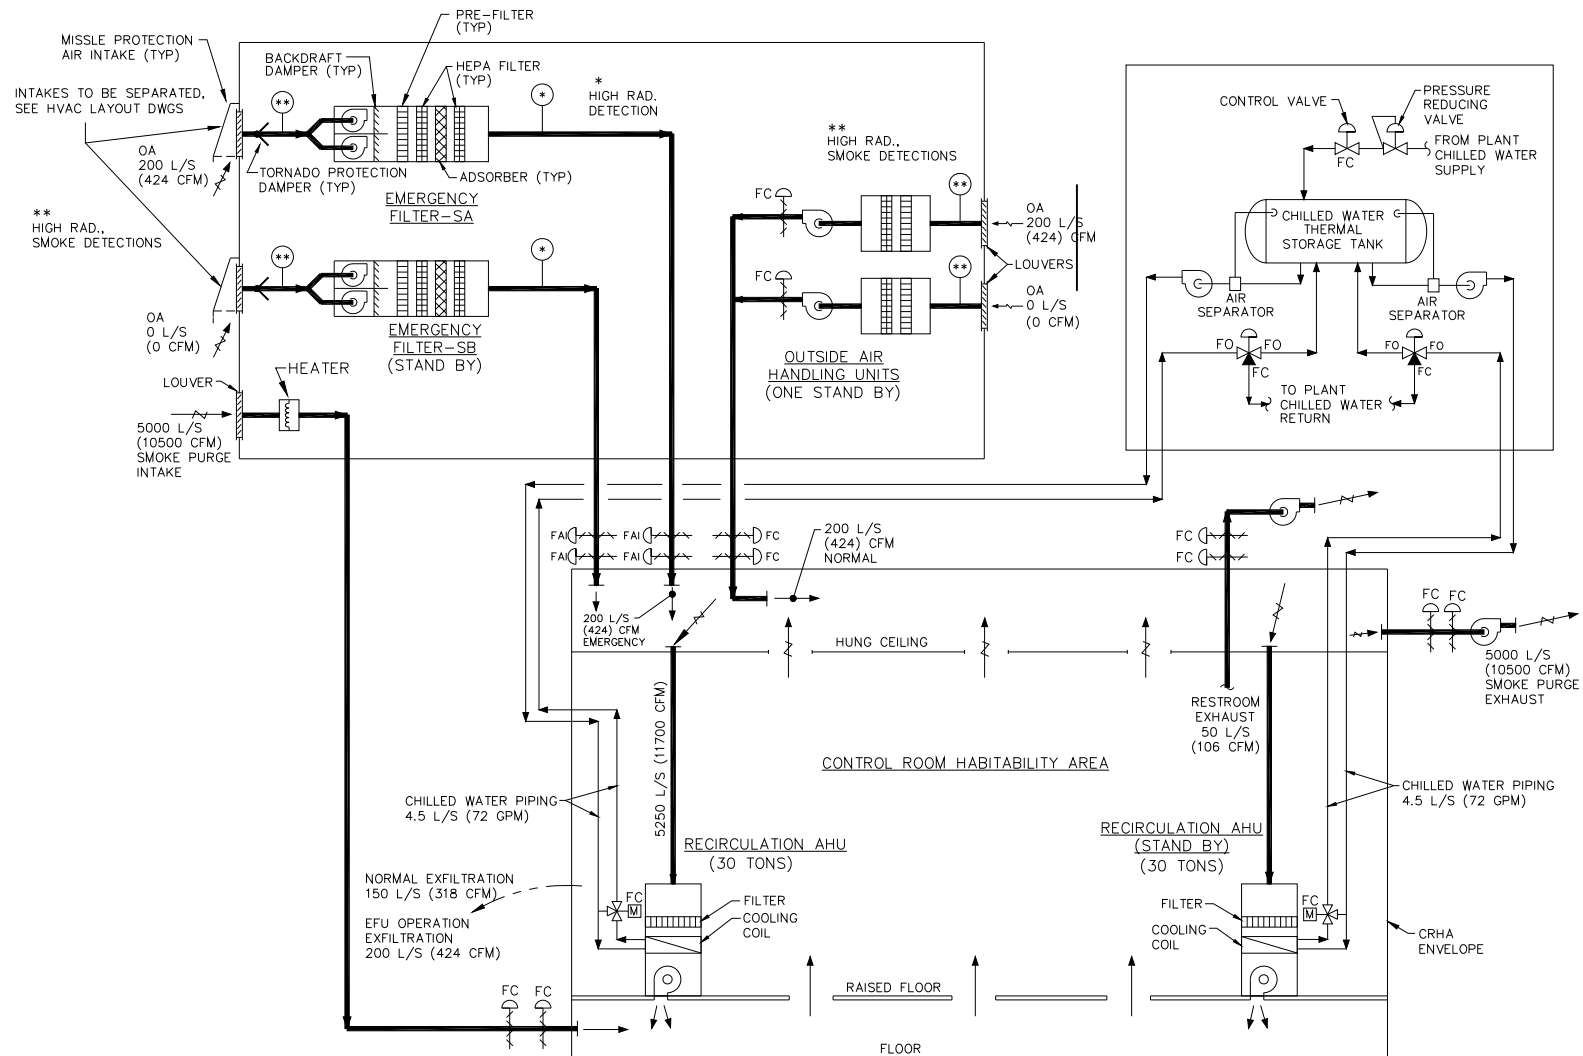 PRE-FILTER
(TYP)
MISSLE PROTECTION
AIR INTAKE (TYP)
BACKDRAFT
DAMPER (TYP)
HEPA FILTER
(TYP)
*
HIGH RAD.
DETECTION
INTAKES TO BE SEPARATED,
SEE HVAC LAYOUT DWGS
**
*
OA
200 L/S
(424 CFM)
TORNADO PROTECTION
DAMPER (TYP)
ADSORBER (TYP)
EMERGENCY
FILTER-SA
**
HIGH RAD.,
SMOKE DETECTIONS
**
*
OA
0 L/S
(0 CFM)
EMERGENCY
FILTER-SB
(STAND BY)
LOUVER
HEATER
5000 L/S
(10500 CFM)
SMOKE PURGE
INTAKE
**
HIGH RAD.,
SMOKE DETECTIONS
FC
**
OA
200 L/S
(424) CFM
LOUVERS
FC
**
OA
0 L/S
(0 CFM)
OUTSIDE AIR
HANDLING UNITS
(ONE STAND BY)
CONTROL VALVE
PRESSURE
REDUCING
VALVE
FC
FROM PLANT
CHILLED WATER
SUPPLY
CHILLED WATER
THERMAL
STORAGE TANK
AIR
SEPARATOR
AIR
SEPARATOR
FO
FO
FC
FO
FO
FC
TO PLANT
CHILLED WATER
RETURN
FAI
FAI
FC
FAI
FAI
FC
200 L/S
(424) CFM
NORMAL
FC
FC
200 L/S
(424) CFM
EMERGENCY
HUNG CEILING
FC FC
5000 L/S
(10500 CFM)
SMOKE PURGE
EXHAUST
RESTROOM
EXHAUST
50 L/S
(106 CFM)
5250 L/S (11700 CFM)
CONTROL ROOM HABITABILITY AREA
CHILLED WATER PIPING
4.5 L/S (72 GPM)
CHILLED WATER PIPING
4.5 L/S (72 GPM)
RECIRCULATION AHU
(30 TONS)
RECIRCULATION AHU
(STAND BY)
(30 TONS)
NORMAL EXFILTRATION
150 L/S (318 CFM)
EFU OPERATION
EXFILTRATION
200 L/S (424 CFM)
FC
M
FILTER
COOLING
COIL
FILTER
COOLING
COIL
FC
M
CRHA
ENVELOPE
FC
FC
RAISED FLOOR
FLOOR